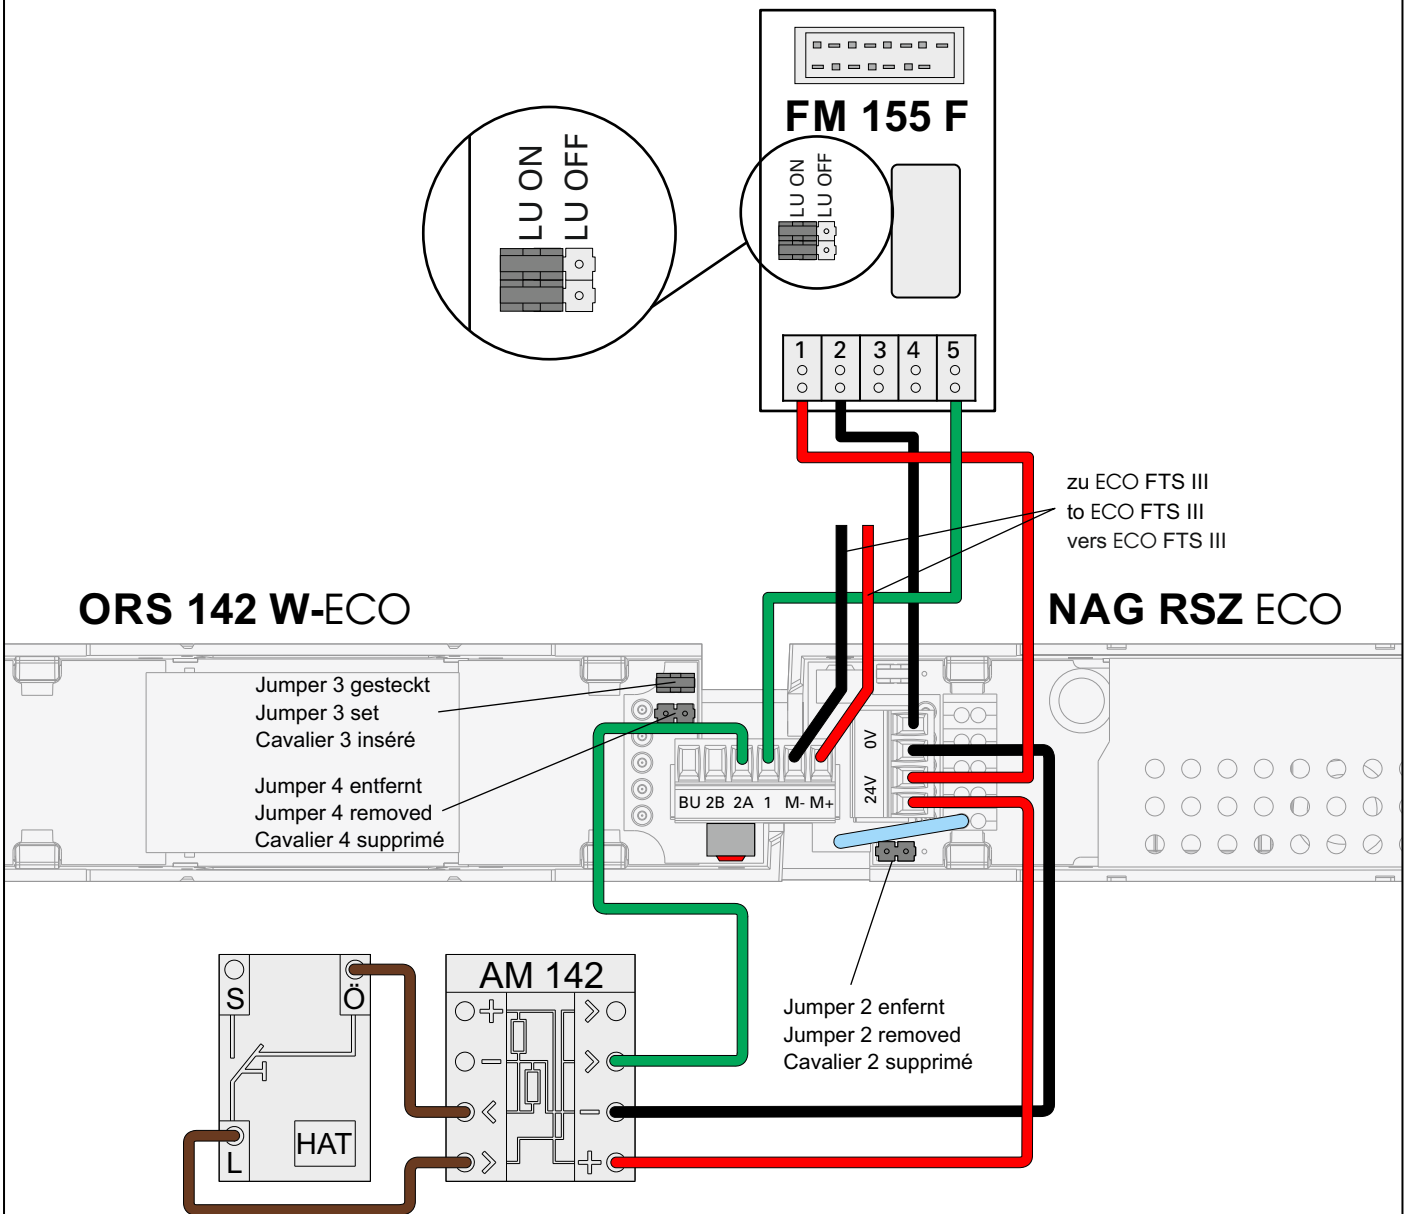 FM 155 F
LU ON
LU OFF
LU ON
LU OFF
1 2 3 4 5
zu ECO FTS III
to ECO FTS III
vers ECO FTS III
ORS 142 W-ECO
NAG RSZ ECO
Jumper 3 gesteckt
Jumper 3 set
Cavalier 3 inséré
Jumper 4 entfernt
Jumper 4 removed
Cavalier 4 supprimé
BU 2B 2A 1 M- M+
0V
24V
Jumper 2 enfernt
Jumper 2 removed
Cavalier 2 supprimé
S
Ö
L
HAT
AM 142
+ >
- >
< -
> +